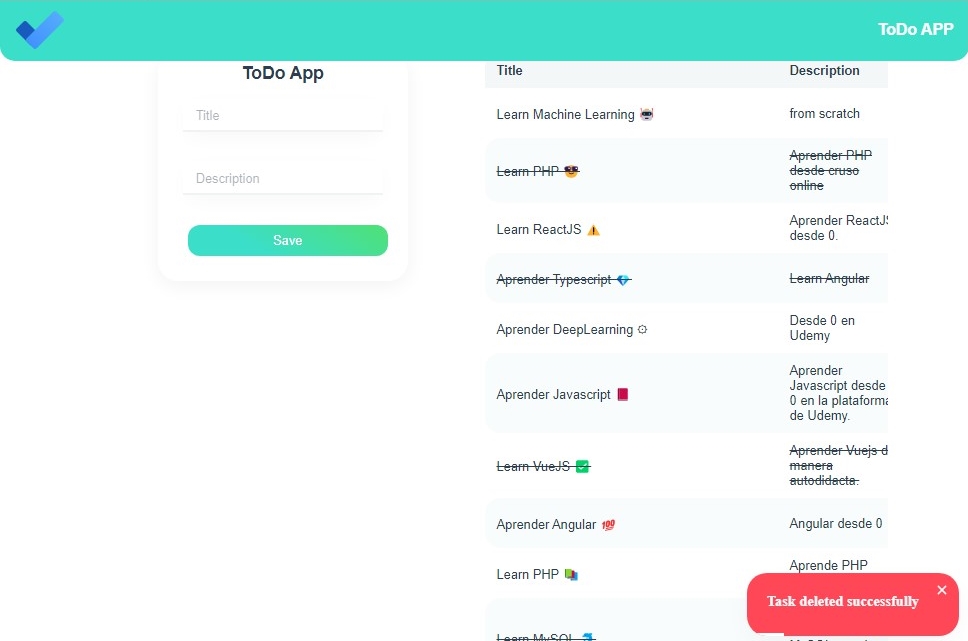 ToDo APP
ToDo App
Title
Description
Save
Title
Description
Learn Machine Learning 🤖
from scratch
Learn PHP 😎
Aprender PHP
desde cruso
online
Learn ReactJS ⚠️
Aprender ReactJS
desde 0.
Aprender Typescript 💎
Learn Angular
Aprender DeepLearning ⚙
Desde 0 en
Udemy
Aprender Javascript 📕
Aprender
Javascript desde
0 en la plataforma
de Udemy.
Learn VueJS ✅
Aprender Vuejs d
manera
autodidacta.
Aprender Angular 💯
Angular desde 0
Learn PHP 📚
Aprende PHP
Learn MySQL 🐬
Task deleted successfully